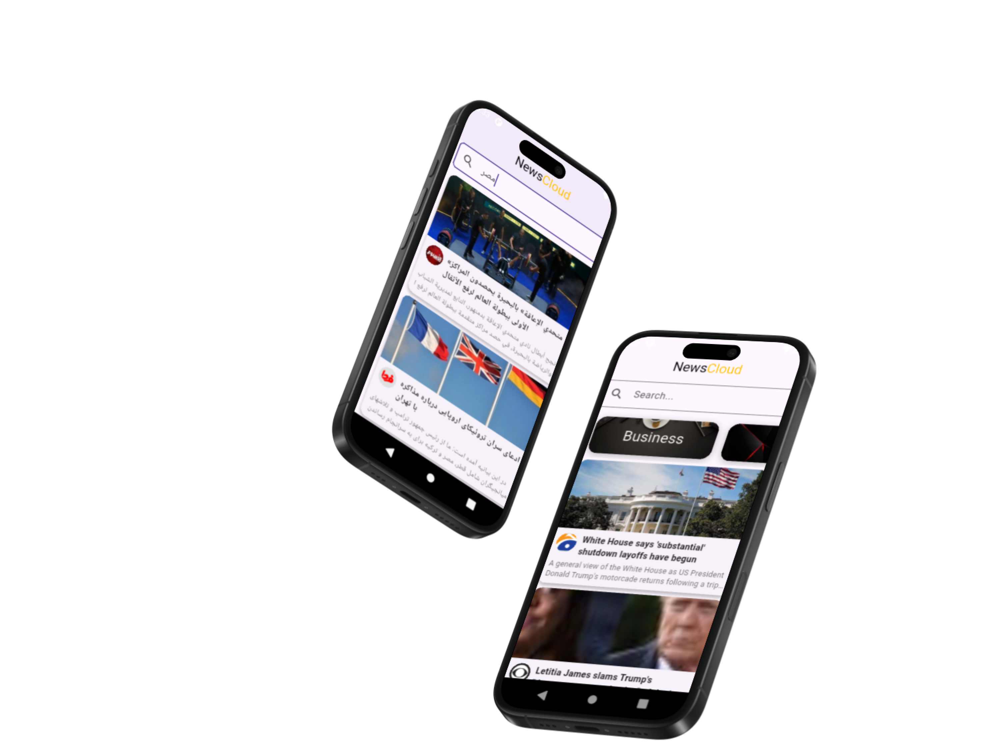 NewsCloud
مصر
متحدي الإعاقة» بالبحيرة يحصدون المراكز»
الأولى ببطولة العالم لرفع الأثقال
نجح أبطال نادي متحدي الإعاقة بدمنهور، التابع لمديرية الشباب
والرياضة بالبحيرة، في حصد مراكز متقدمة ببطولة العالم لرفع ا
فردا
ادعای سران تروئیکای اروپایی درباره مذاکره
با تهران
در این بیانیه آمده است: ما از رئیس جمهور ترامپ و تلاشهای
میانجیگران شامل قطر، مصر و ترکیه برای به سرانجام رساندن
NewsCloud
Search...
Business
White House says 'substantial'
shutdown layoffs have begun
A general view of the White House as US President
Donald Trump's motorcade returns following a trip...
Letitia James slams Trump's